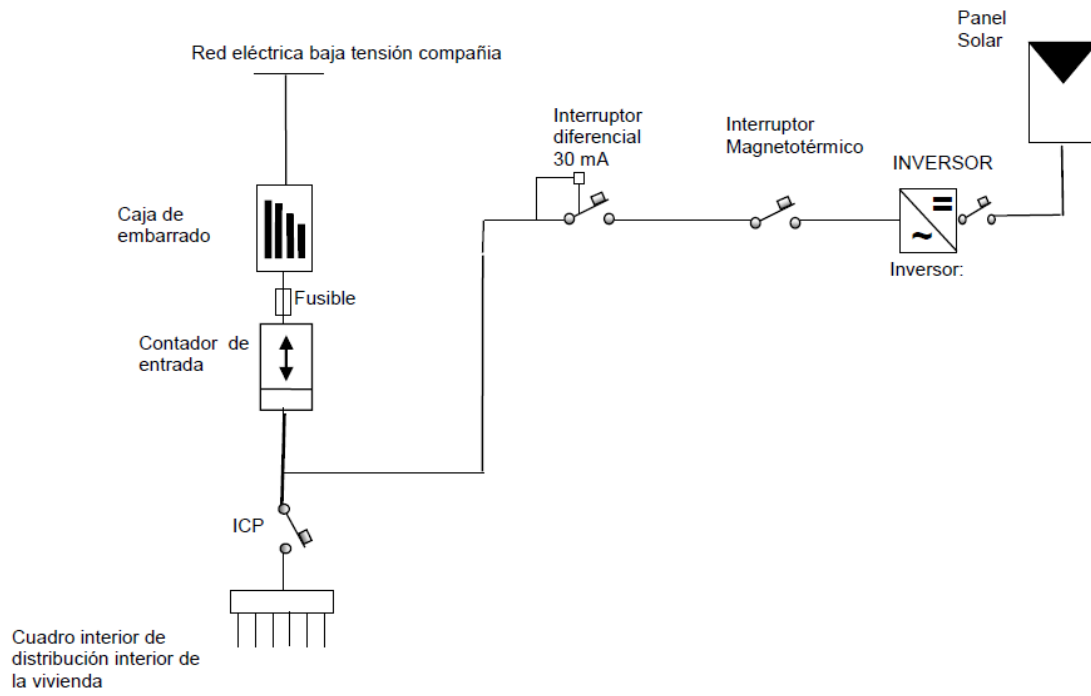 Panel
Solar
Red eléctrica baja tensión compañia
Interruptor
diferencial
30 mA
Interruptor
Magnetotérmico
INVERSOR
Caja de
embarrado
Inversor:
Fusible
Contador de
entrada
ICP
Cuadro interior de
distribución interior de
la vivienda